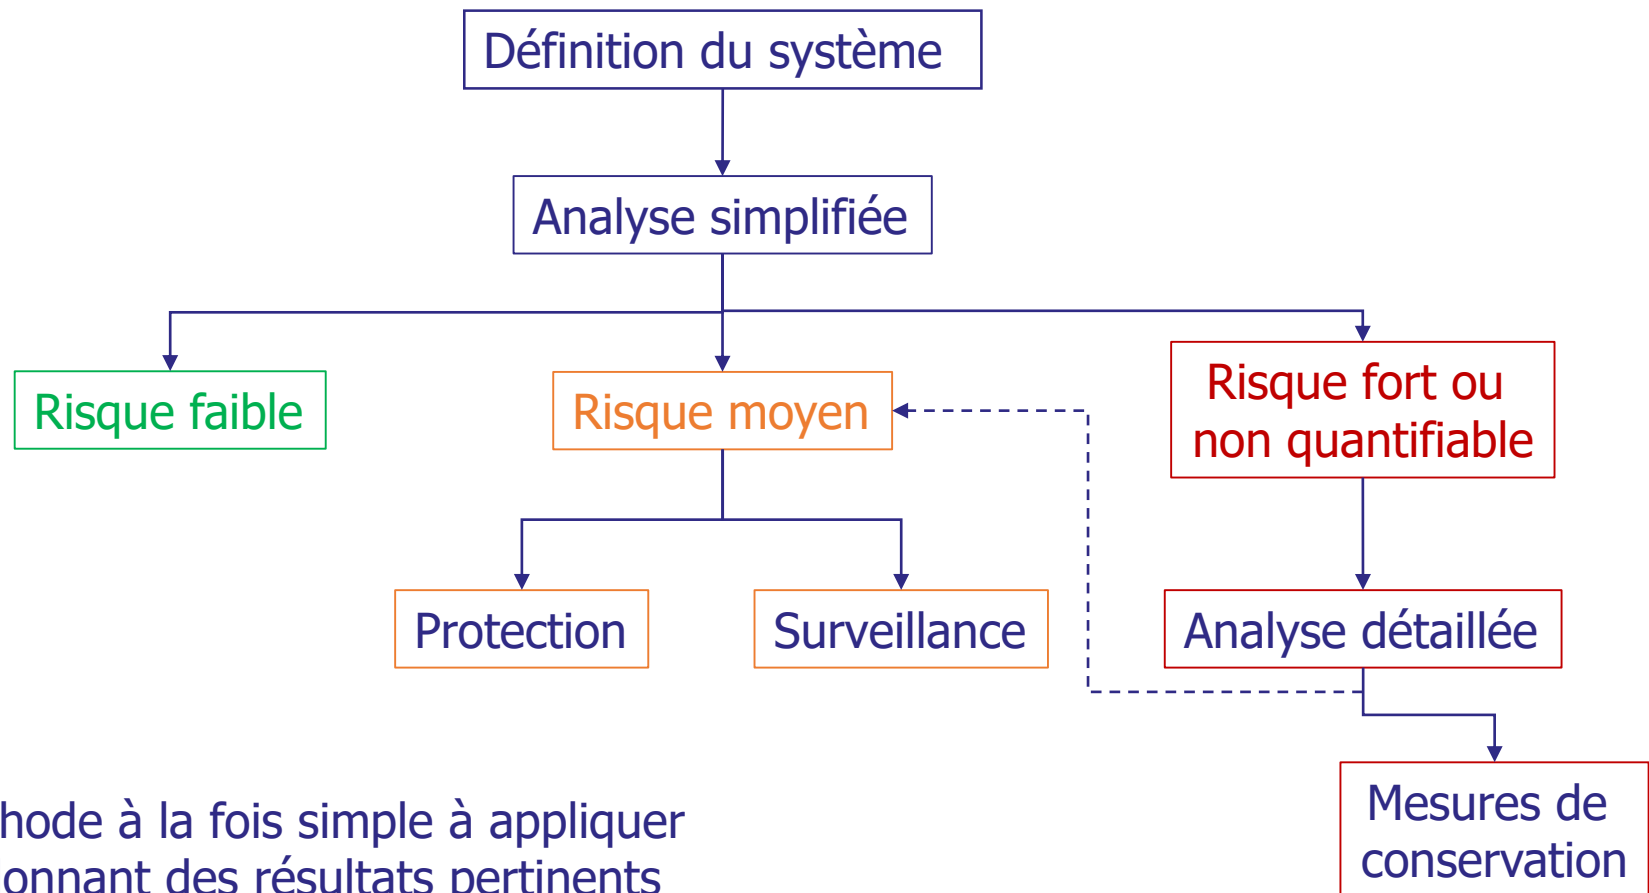 Définition du système
Analyse simplifiée
Risque faible
Risque moyen
Risque fort ou
non quantifiable
Protection
Surveillance
Analyse détaillée
Mesures de
conservation
hode à la fois simple à appliquer
onnant des résultats pertinents